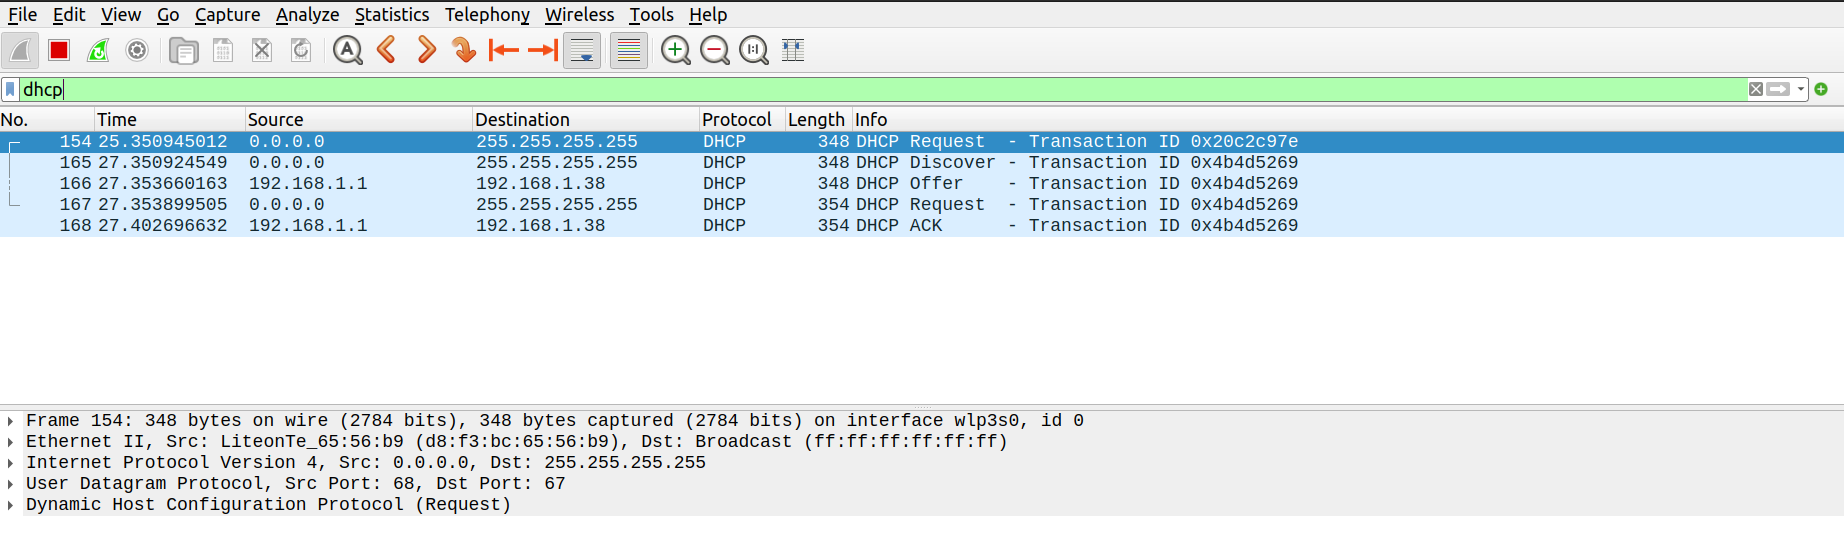 File Edit View Go Capture Analyze Statistics Telephony Wireless Tools Help
dhcp
No. Time Source Destination Protocol Length Info
154 25.350945012 0.0.0.0 255.255.255.255 DHCP 348 DHCP Request - Transaction ID 0x20c2c97e
165 27.350924549 0.0.0.0 255.255.255.255 DHCP 348 DHCP Discover - Transaction ID 0x4b4d5269
166 27.353660163 192.168.1.1 192.168.1.38 DHCP 348 DHCP Offer - Transaction ID 0x4b4d5269
167 27.353899505 0.0.0.0 255.255.255.255 DHCP 354 DHCP Request - Transaction ID 0x4b4d5269
168 27.402696632 192.168.1.1 192.168.1.38 DHCP 354 DHCP ACK - Transaction ID 0x4b4d5269
Frame 154: 348 bytes on wire (2784 bits), 348 bytes captured (2784 bits) on interface wlp3s0, id 0
Ethernet II, Src: LiteonTe_65:56:b9 (d8:f3:bc:65:56:b9), Dst: Broadcast (ff:ff:ff:ff:ff:ff)
Internet Protocol Version 4, Src: 0.0.0.0, Dst: 255.255.255.255
User Datagram Protocol, Src Port: 68, Dst Port: 67
Dynamic Host Configuration Protocol (Request)